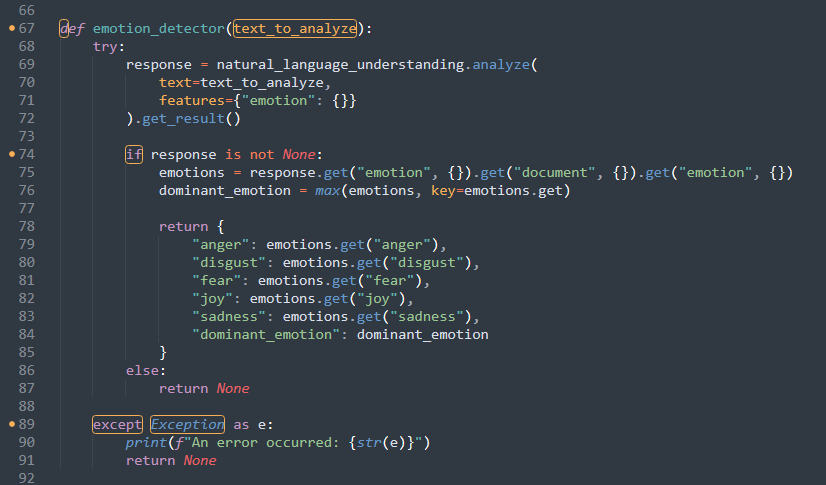 66
67 def emotion_detector(text_to_analyze):
68     try:
69         response = natural_language_understanding.analyze(
70             text=text_to_analyze,
71             features={"emotion": {}}
72         ).get_result()
73
74         if response is not None:
75             emotions = response.get("emotion", {}).get("document", {}).get("emotion", {})
76             dominant_emotion = max(emotions, key=emotions.get)
77
78             return {
79                 "anger": emotions.get("anger"),
80                 "disgust": emotions.get("disgust"),
81                 "fear": emotions.get("fear"),
82                 "joy": emotions.get("joy"),
83                 "sadness": emotions.get("sadness"),
84                 "dominant_emotion": dominant_emotion
85             }
86         else:
87             return None
88
89     except Exception as e:
90         print(f"An error occurred: {str(e)}")
91         return None
92